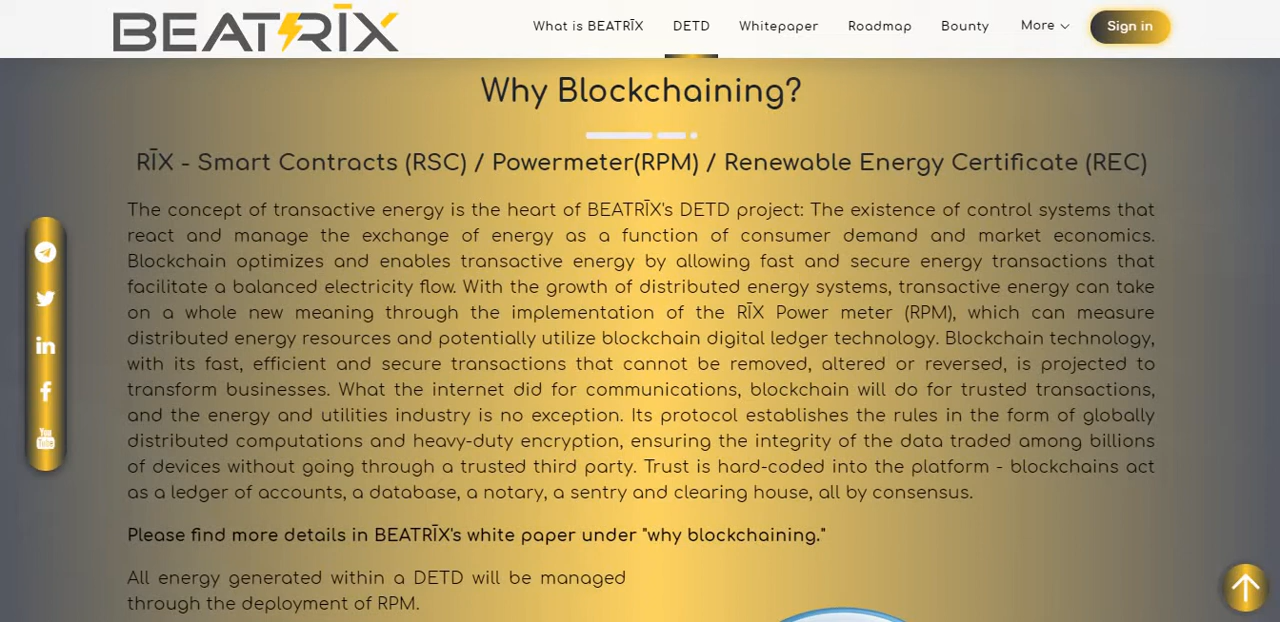 BEATRĪX
What is BEATRĪX DETD Whitepaper Roadmap Bounty More Sign in
Why Blockchaining?
RĪX - Smart Contracts (RSC) / Powermeter(RPM) / Renewable Energy Certificate (REC)
The concept of transactive energy is the heart of BEATRĪX's DETD project: The existence of control systems that
react and manage the exchange of energy as a function of consumer demand and market economics.
Blockchain optimizes and enables transactive energy by allowing fast and secure energy transactions that
facilitate a balanced electricity flow. With the growth of distributed energy systems, transactive energy can take
on a whole new meaning through the implementation of the RĪX Power meter (RPM), which can measure
distributed energy resources and potentially utilize blockchain digital ledger technology. Blockchain technology,
with its fast, efficient and secure transactions that cannot be removed, altered or reversed, is projected to
transform businesses. What the internet did for communications, blockchain will do for trusted transactions,
and the energy and utilities industry is no exception. Its protocol establishes the rules in the form of globally
distributed computations and heavy-duty encryption, ensuring the integrity of the data traded among billions
of devices without going through a trusted third party. Trust is hard-coded into the platform - blockchains act
as a ledger of accounts, a database, a notary, a sentry and clearing house, all by consensus.
Please find more details in BEATRĪX's white paper under "why blockchaining."
All energy generated within a DETD will be managed
through the deployment of RPM.
You
Tube